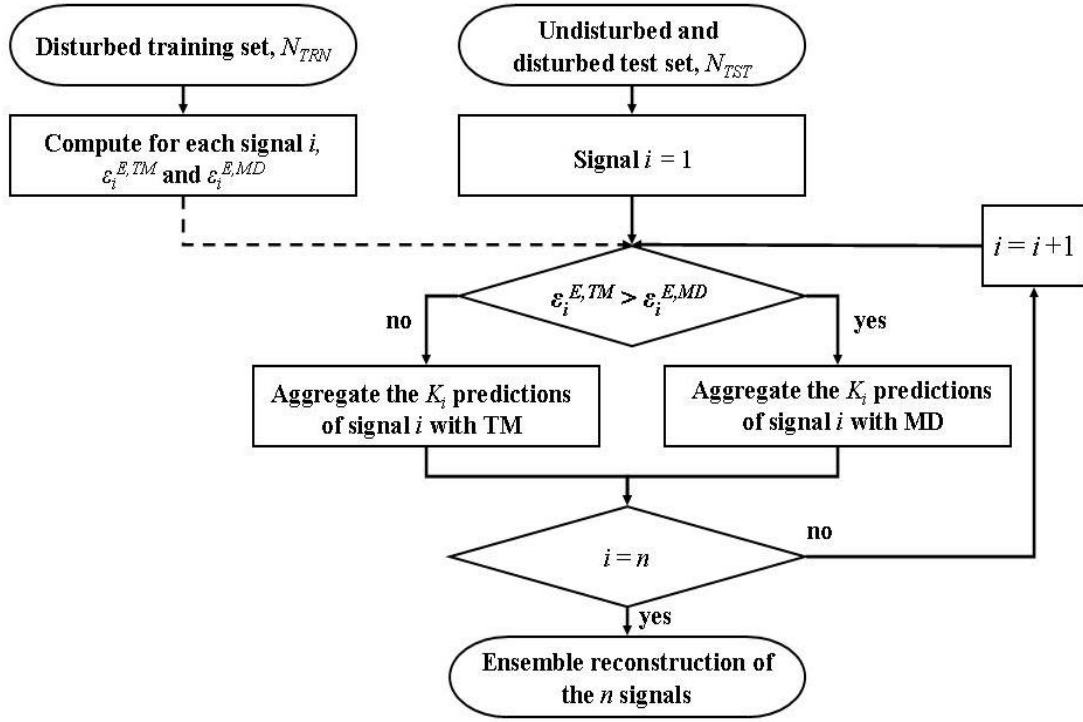 Disturbed training set, N_TRN
Undisturbed and
disturbed test set, N_TST
Compute for each signal i,
ε_i^{E,TM} and ε_i^{E,MD}
Signal i = 1
i = i+1
ε_i^{E,TM} > ε_i^{E,MD}
no
yes
Aggregate the K_i predictions
of signal i with TM
Aggregate the K_i predictions
of signal i with MD
i = n
no
yes
Ensemble reconstruction of
the n signals